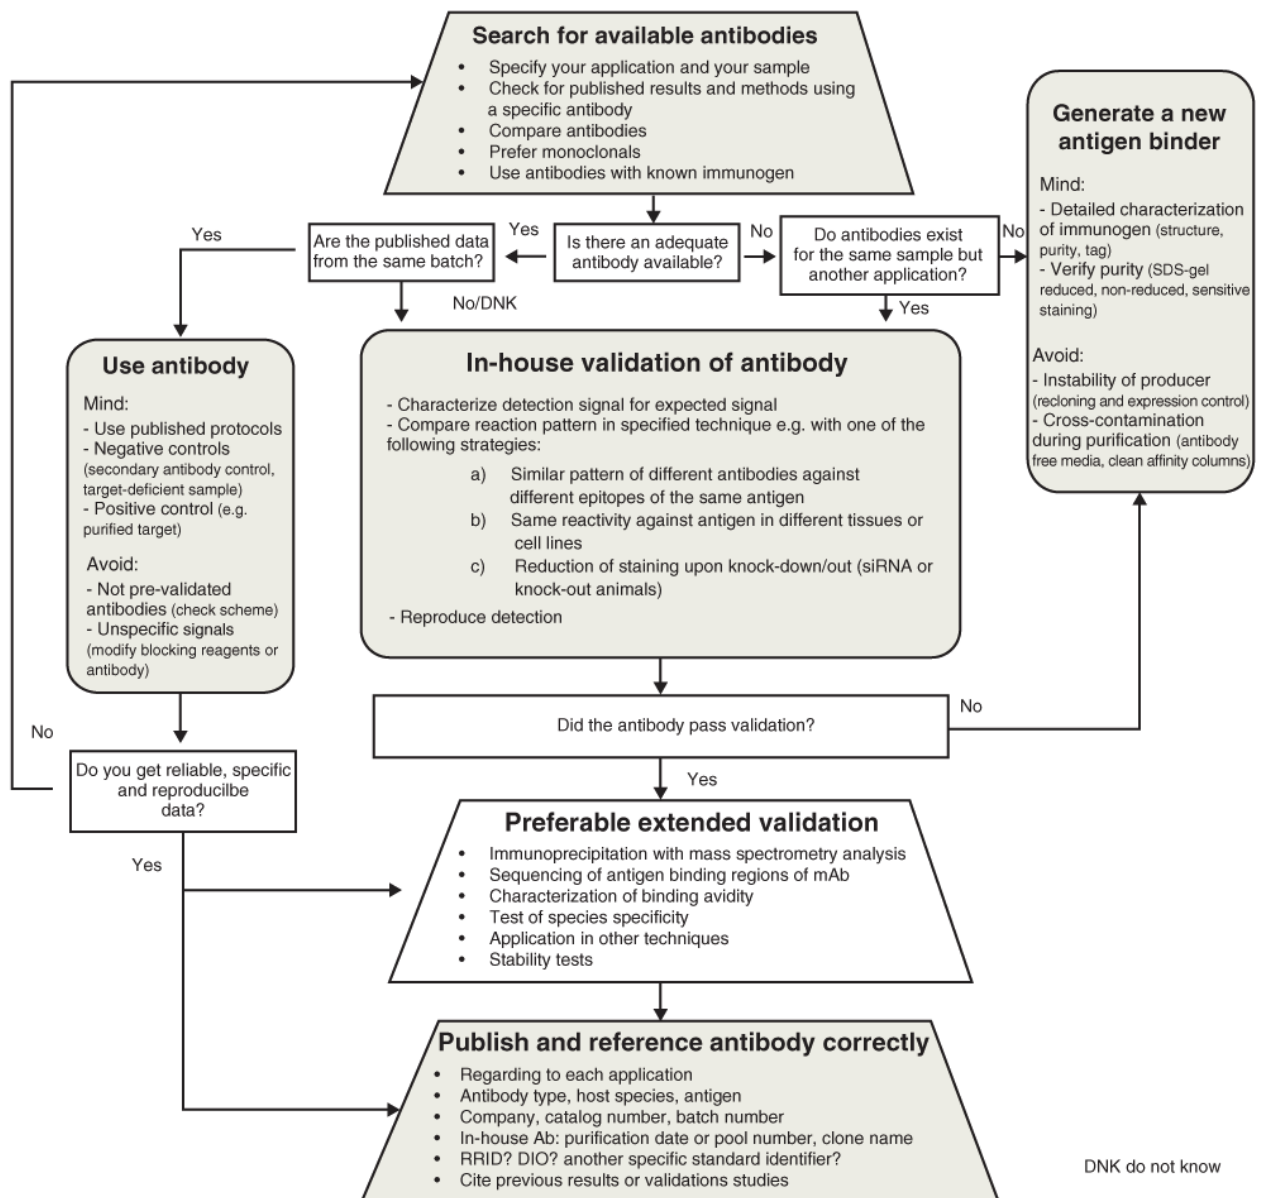 Search for available antibodies
• Specify your application and your sample
• Check for published results and methods using
a specific antibody
• Compare antibodies
• Prefer monoclonals
• Use antibodies with known immunogen
Generate a new
antigen binder
Mind:
- Detailed characterization
of immunogen (structure,
purity, tag)
- Verify purity (SDS-gel
reduced, non-reduced, sensitive
staining)
Avoid:
- Instability of producer
(recloning and expression control)
- Cross-contamination
during purification (antibody
free media, clean affinity columns)
Yes
Are the published data
from the same batch?
Yes
Is there an adequate
antibody available?
No
Do antibodies exist
for the same sample but
another application?
No
No/DNK
Yes
Use antibody
Mind:
- Use published protocols
- Negative controls
(secondary antibody control,
target-deficient sample)
- Positive control (e.g.
purified target)
Avoid:
- Not pre-validated
antibodies (check scheme)
- Unspecific signals
(modify blocking reagents or
antibody)
In-house validation of antibody
- Characterize detection signal for expected signal
- Compare reaction pattern in specified technique e.g. with one of the
following strategies:
a) Similar pattern of different antibodies against
different epitopes of the same antigen
b) Same reactivity against antigen in different tissues or
cell lines
c) Reduction of staining upon knock-down/out (siRNA or
knock-out animals)
- Reproduce detection
Did the antibody pass validation?
No
Yes
No
Do you get reliable, specific
and reproducilbe
data?
Yes
Preferable extended validation
• Immunoprecipitation with mass spectrometry analysis
• Sequencing of antigen binding regions of mAb
• Characterization of binding avidity
• Test of species specificity
• Application in other techniques
• Stability tests
Publish and reference antibody correctly
• Regarding to each application
• Antibody type, host species, antigen
• Company, catalog number, batch number
• In-house Ab: purification date or pool number, clone name
• RRID? DIO? another specific standard identifier?
• Cite previous results or validations studies
DNK do not know